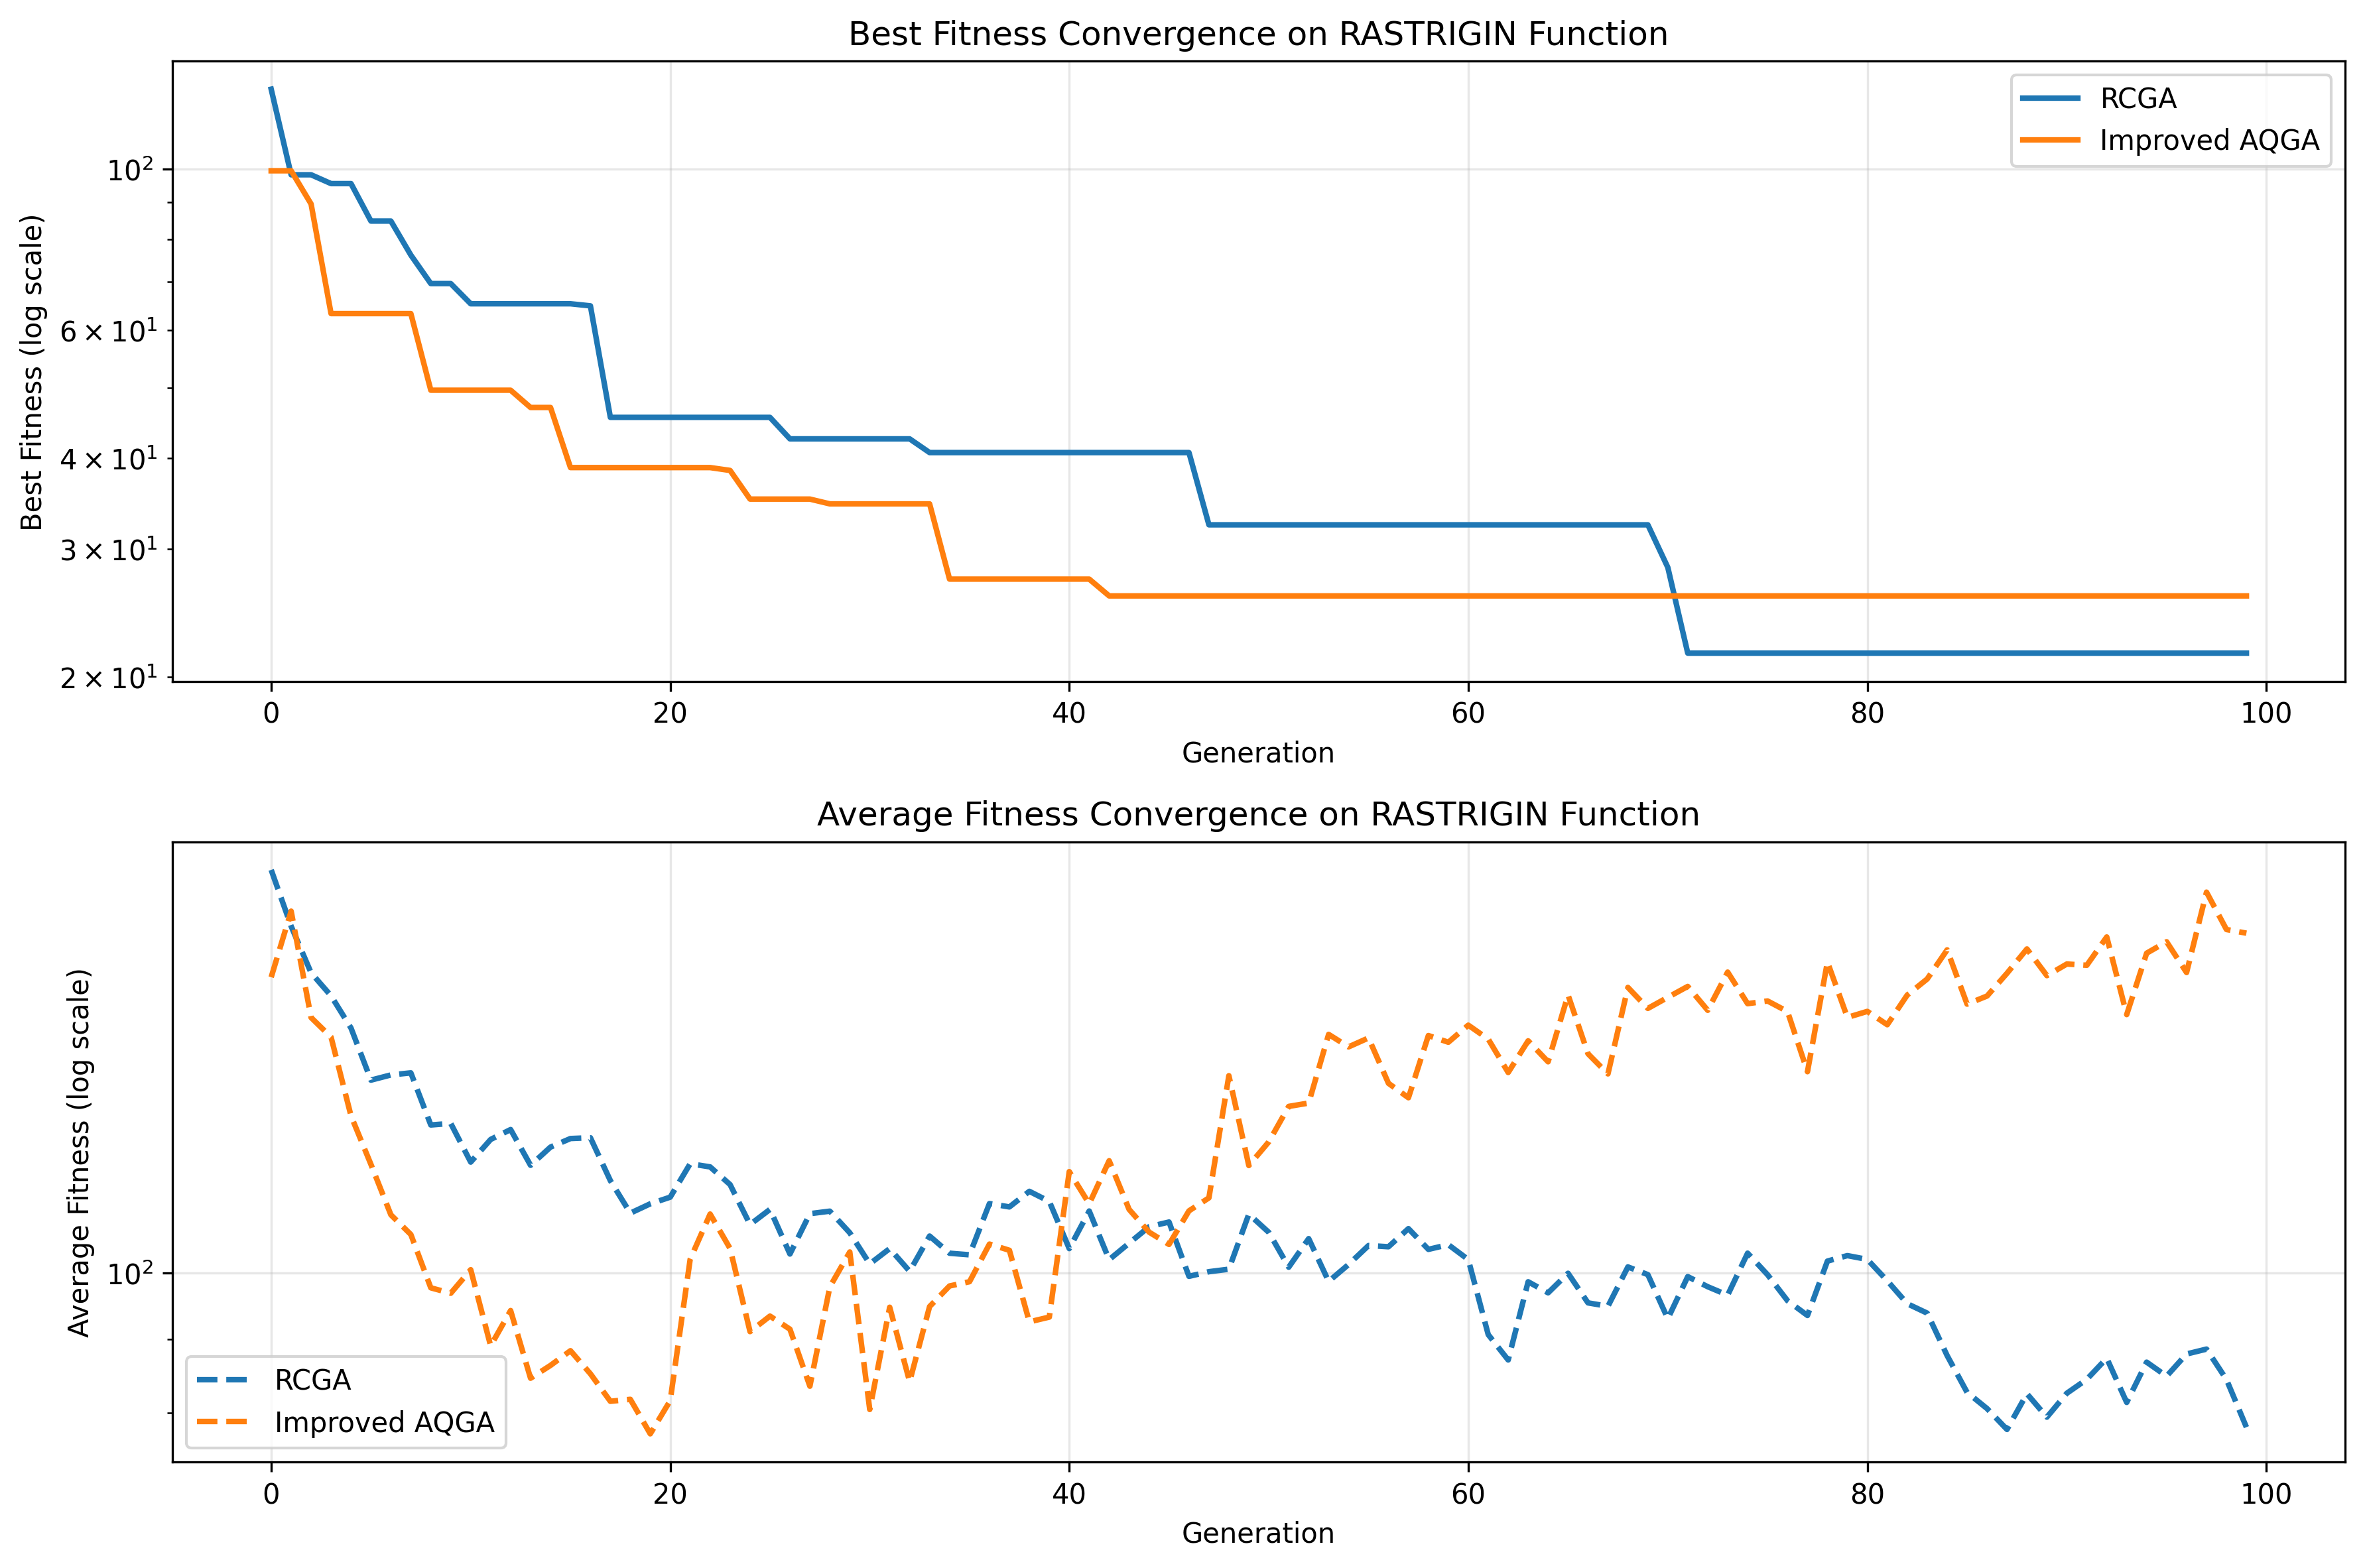 Best Fitness Convergence on RASTRIGIN Function
Best Fitness (log scale)
10²
6 × 10¹
4 × 10¹
3 × 10¹
2 × 10¹
RCGA
Improved AQGA
0 20 40 60 80 100
Generation
Average Fitness Convergence on RASTRIGIN Function
Average Fitness (log scale)
10²
RCGA
Improved AQGA
0 20 40 60 80 100
Generation